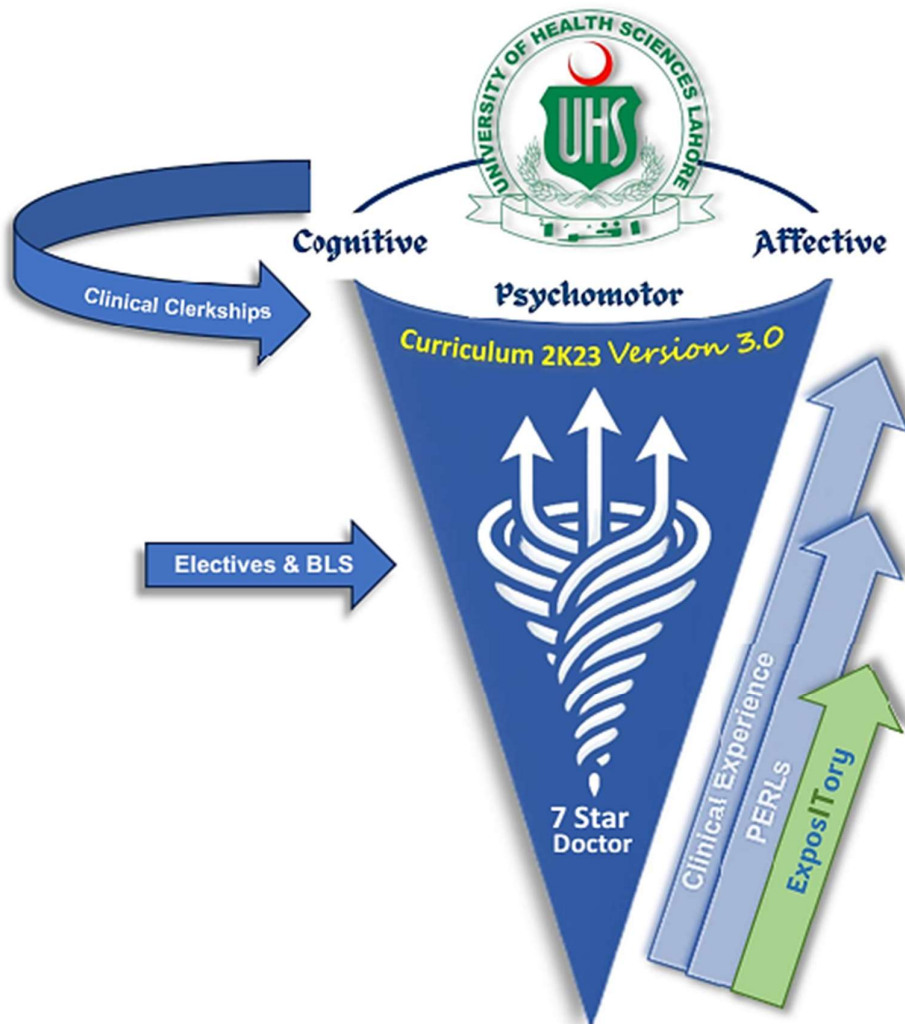 UNIVERSITY OF HEALTH SCIENCES LAHORE
UHS
Cognitive
Affective
Psychomotor
Clinical Clerkships
Curriculum 2K23 Version 3.0
Electives & BLS
7 Star
Doctor
Clinical Experience
PERLs
ExposITory